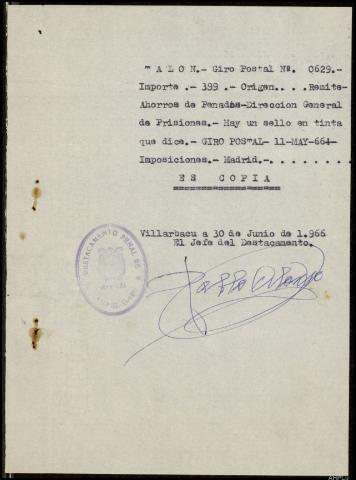 "A L O N.- Giro Postal Nº. 0629.-
Importe .- 399 .- Origen.... Remite-
Ahorros de Penados-Direccion General
de Prisiones.- Hay un sello en tinta
que dice.- GIRO POS"AL- 11-MAY-664-
Imposiciones.- Madrid.-. . . . . . . .
ES COPIA
Villarbacu a 30 de Junio de 1.966
El Jefe del Destacamento.
DESTACAMENTO PENAL DE